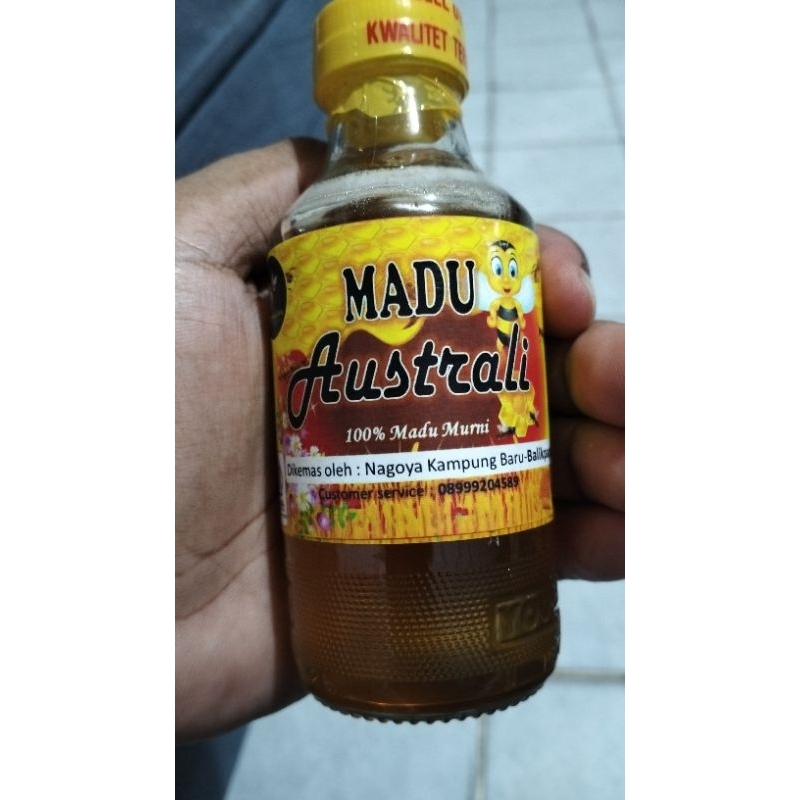 KWALITET
MADU
Australi
100% Madu Murni
Dikemas oleh : Nagoya Kampung Baru-Balikpa
Customer service : 08999204589